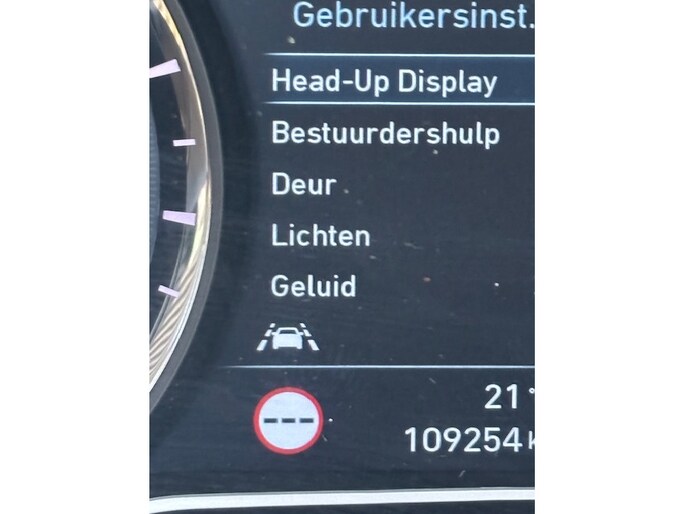 Gebruikersinst.
Head-Up Display
Bestuurdershulp
Deur
Lichten
Geluid
---
21 °
109254 k